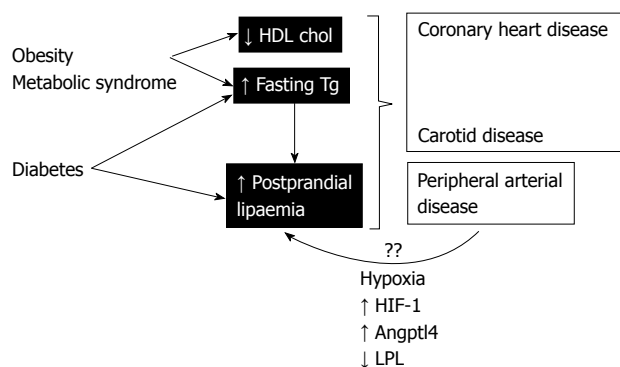 Obesity
Metabolic syndrome
Diabetes
↓ HDL chol
↑ Fasting Tg
↑ Postprandial
lipaemia
Coronary heart disease
Carotid disease
Peripheral arterial
disease
??
Hypoxia
↑ HIF-1
↑ Angptl4
↓ LPL